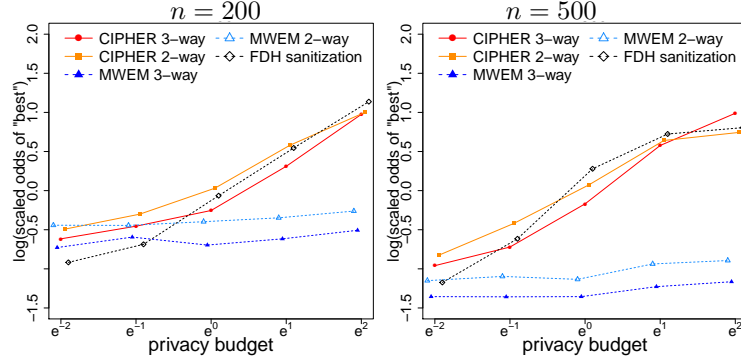 n = 200
log(scaled odds of "best")
2.0
1.0
0.5
0.0
-0.5
-1.5
CIPHER 3-way
CIPHER 2-way
MWEM 3-way
MWEM 2-way
FDH sanitization
e-2
e-1
e0
e1
e2
privacy budget
n = 500
log(scaled odds of "best")
2.0
1.0
0.5
0.0
-0.5
-1.5
CIPHER 3-way
CIPHER 2-way
MWEM 3-way
MWEM 2-way
FDH sanitization
e-2
e-1
e0
e1
e2
privacy budget